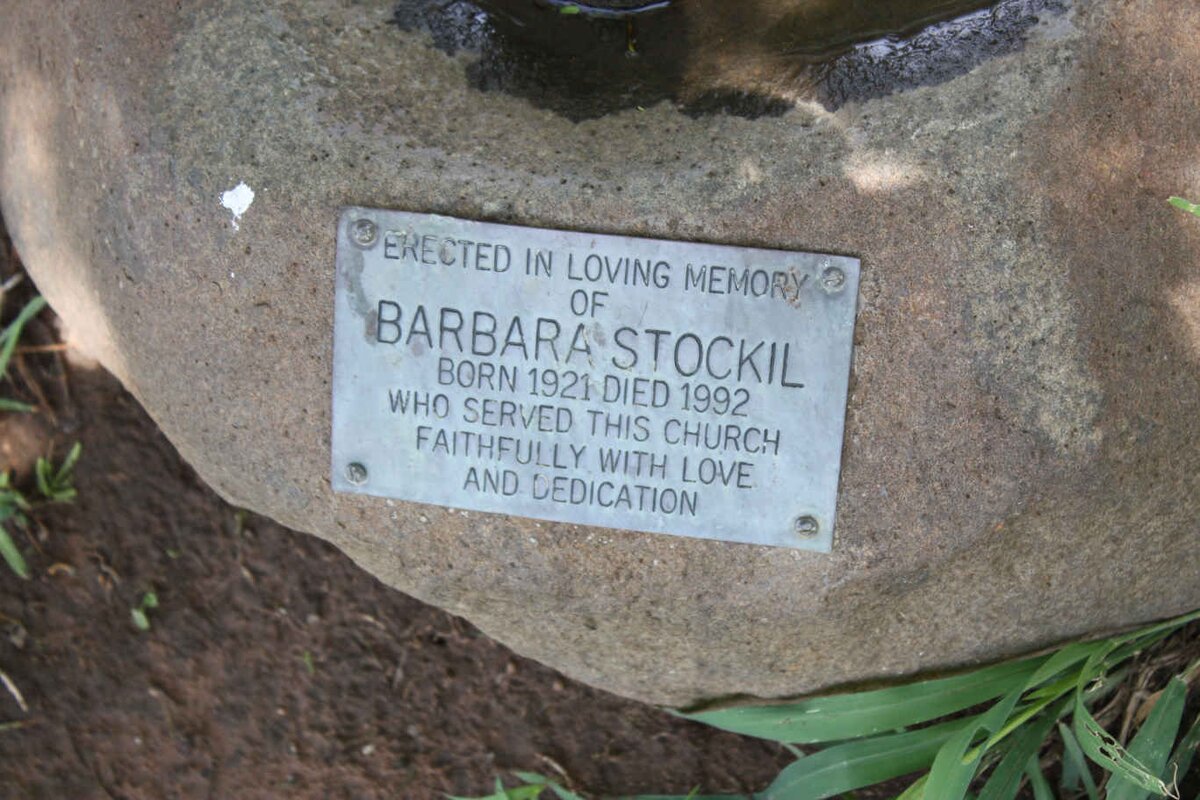 ERECTED IN LOVING MEMORY
OF
BARBARA STOCKIL
BORN 1921 DIED 1992
WHO SERVED THIS CHURCH
FAITHFULLY WITH LOVE
AND DEDICATION